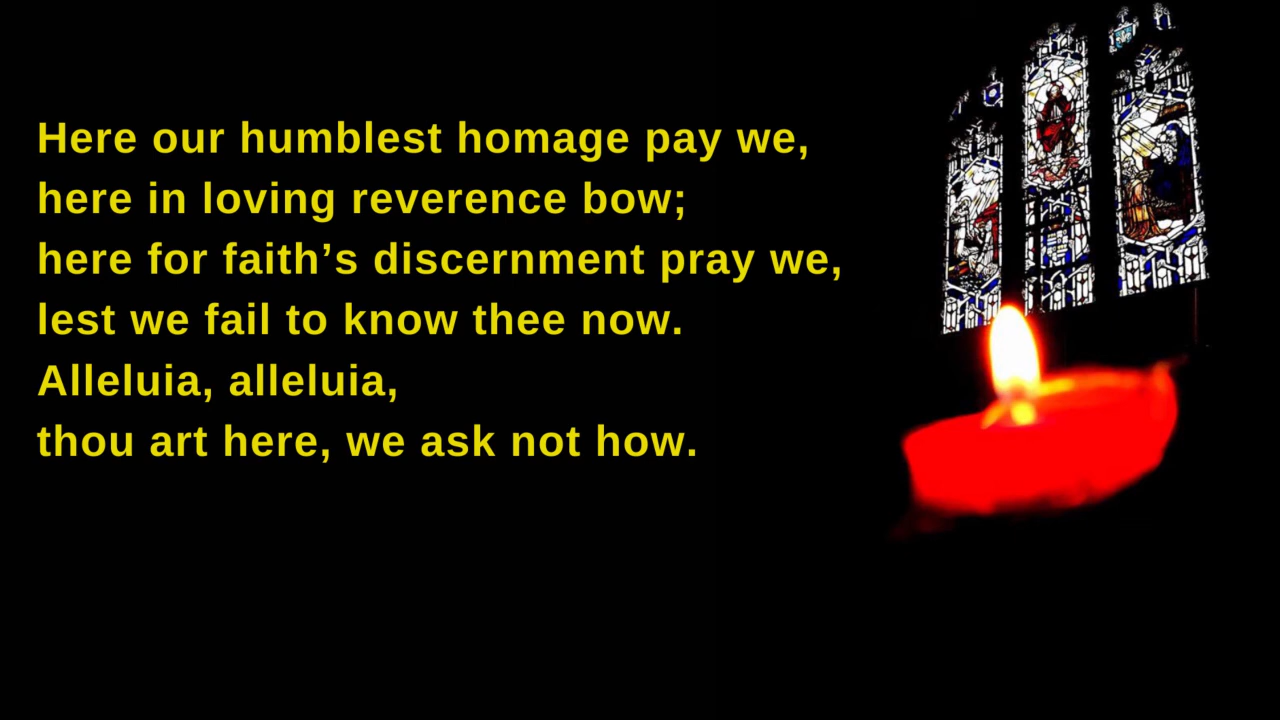 Here our humblest homage pay we,
here in loving reverence bow;
here for faith’s discernment pray we,
lest we fail to know thee now.
Alleluia, alleluia,
thou art here, we ask not how.